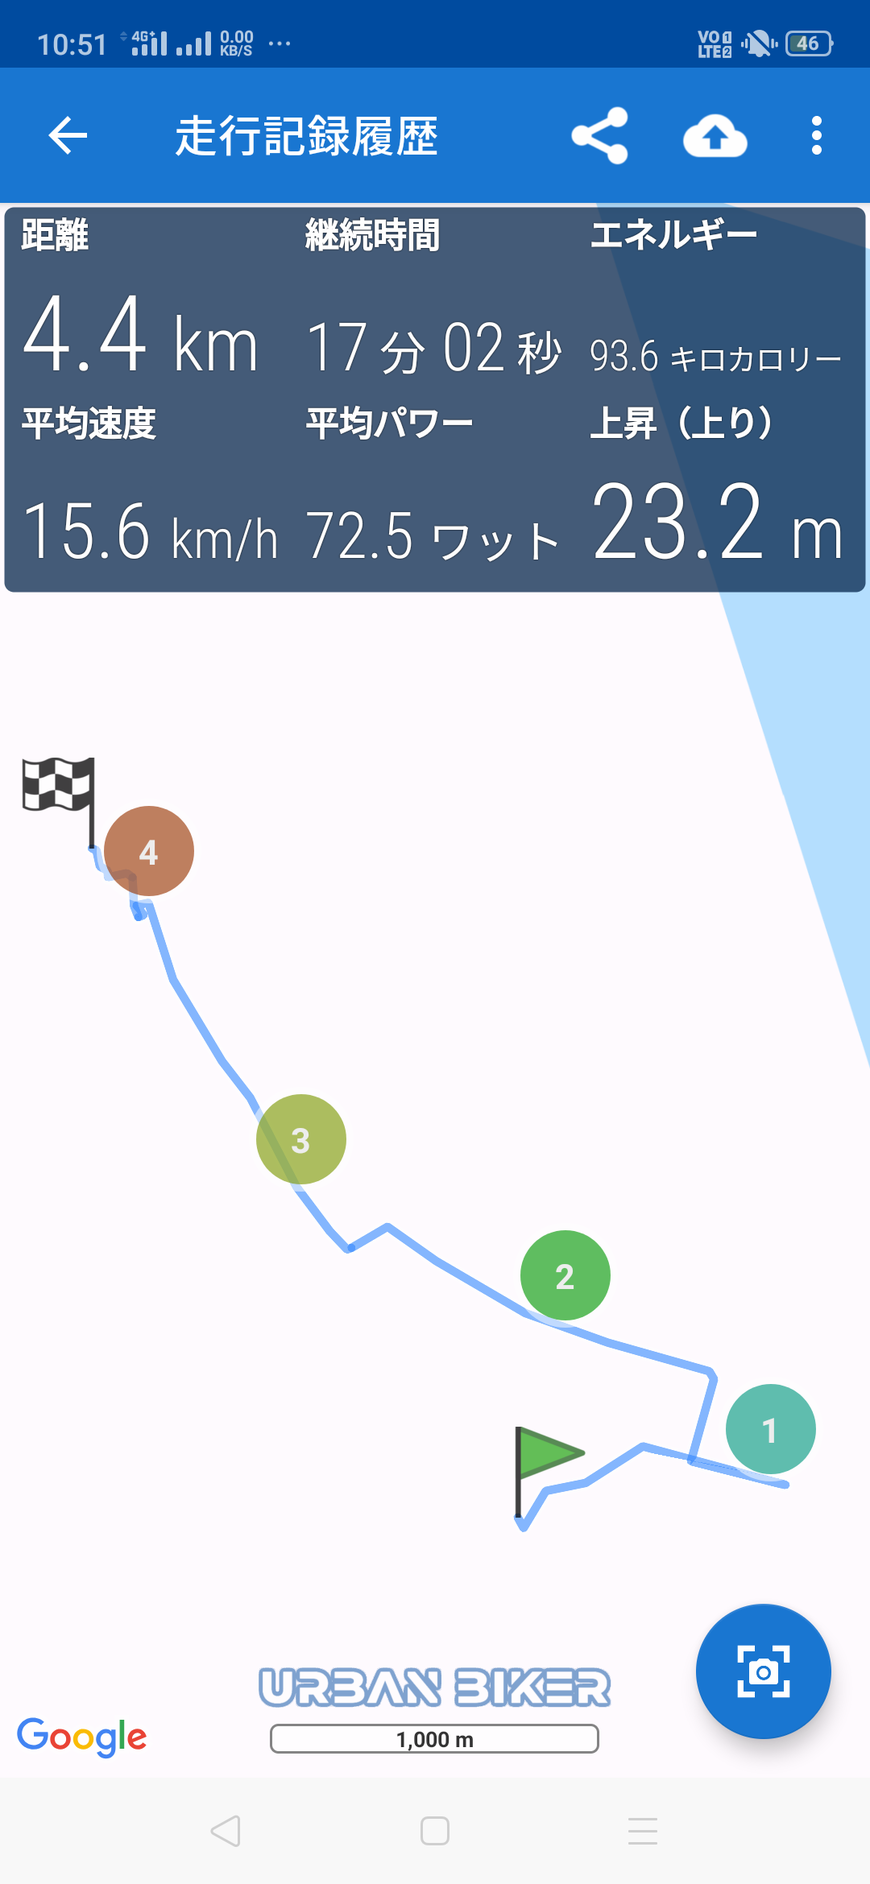 10:51 4G+ 0.00 KB/S ... VO 1 LTE 2 46
走行記録履歴
距離 継続時間 エネルギー
4.4 km 17 分 02 秒 93.6 キロカロリー
平均速度 平均パワー 上昇（上り）
15.6 km/h 72.5 ワット 23.2 m
4
3
2
1
URBAN BIKER
Google 1,000 m